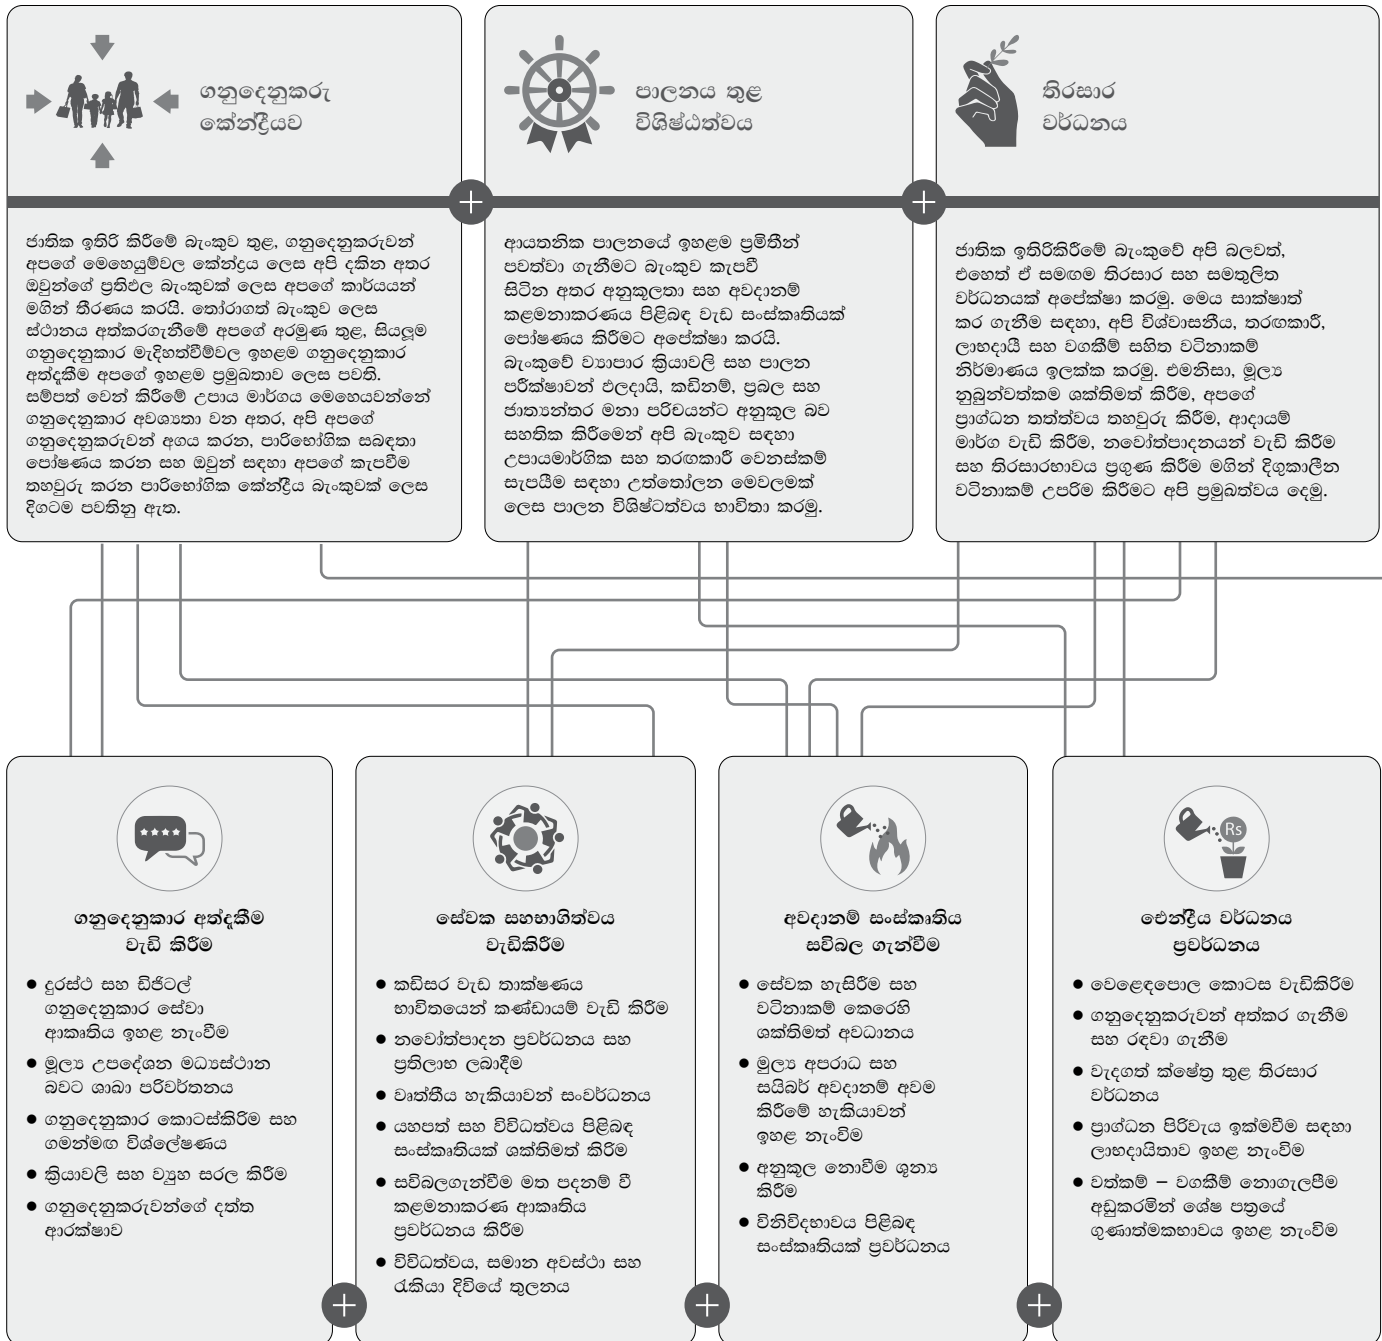 ගනුදෙනුකරු
කේන්ද්‍රීයව
ජාතික ඉතිරි කිරීමේ බැංකුව තුළ, ගනුදෙනුකරුවන්
අපගේ මෙහෙයුම්වල කේන්ද්‍රය ලෙස අපි දකින අතර
ඔවුන්ගේ ප්‍රතිඵල බැංකුවක් ලෙස අපගේ කාර්යයන්
මගින් තීරණය කරයි. තෝරාගත් බැංකුව ලෙස
ස්ථානය අත්කරගැනීමේ අපගේ අරමුණ තුළ, සියලූම
ගනුදෙනුකාර මැදිහත්වීම්වල ඉහළම ගනුදෙනුකාර
අත්දැකීම අපගේ ඉහළම ප්‍රමුඛතාව ලෙස පවතී.
සම්පත් වෙන් කිරීමේ උපාය මාර්ගය මෙහෙයවන්නේ
ගනුදෙනුකාර අවශ්‍යතා වන අතර, අපි අපගේ
ගනුදෙනුකරුවන් අගය කරන, පාරිභෝගික සබඳතා
පෝෂණය කරන සහ ඔවුන් සඳහා අපගේ කැපවීම
තහවුරු කරන පාරිභෝගික කේන්ද්‍රීය බැංකුවක් ලෙස
දිගටම පවතිනු ඇත.
පාලනය තුළ
විශිෂ්ඨත්වය
ආයතනික පාලනයේ ඉහළම ප්‍රමිතීන්
පවත්වා ගැනීමට බැංකුව කැපවී
සිටින අතර අනුකූලතා සහ අවදානම්
කළමනාකරණය පිළිබඳ වැඩ සංස්කෘතියක්
පෝෂණය කිරීමට අපේක්ෂා කරයි.
බැංකුවේ ව්‍යාපාර ක්‍රියාවලි සහ පාලන
පරීක්ෂාවන් ඵලදායි, කඩිනම්, ප්‍රබල සහ
ජාත්‍යන්තර මනා පරිචයන්ට අනුකූල බව
සහතික කිරීමෙන් අපි බැංකුව සඳහා
උපායමාර්ගික සහ තරඟකාරී වෙනස්කම්
සැපයීම සඳහා උත්තෝලන මෙවලමක්
ලෙස පාලන විශිෂ්ටත්වය භාවිතා කරමු.
තිරසාර
වර්ධනය
ජාතික ඉතිරිකිරීමේ බැංකුවේ අපි බලවත්,
එහෙත් ඒ සමඟම තිරසාර සහ සමතුලිත
වර්ධනයක් අපේක්ෂා කරමු. මෙය සාක්ෂාත්
කර ගැනීම සඳහා, අපි විශ්වාසනීය, තරඟකාරී,
ලාභදායී සහ වගකීම් සහිත වටිනාකම්
නිර්මාණය ඉලක්ක කරමු. එමනිසා, මූල්‍ය
නුබුන්වත්කම ශක්තිමත් කිරීම, අපගේ
ප්‍රාග්ධන තත්ත්වය තහවුරු කිරීම, ආදායම්
මාර්ග වැඩි කිරීම, නවෝත්පාදනයන් වැඩි කිරීම
සහ තිරසාරභාවය ප්‍රගුණ කිරීම මගින් දිගුකාලීන
වටිනාකම් උපරිම කිරීමට අපි ප්‍රමුඛත්වය දෙමු.
ගනුදෙනුකාර අත්දැකීම
වැඩි කිරීම
● දුරස්ථ සහ ඩිජිටල්
ගනුදෙනුකාර සේවා
ආකෘතිය ඉහළ නැංවීම
● මූල්‍ය උපදේශන මධ්‍යස්ථාන
බවට ශාඛා පරිවර්තනය
● ගනුදෙනුකාර කොටස්කිරිම සහ
ගමන්මඟ විශ්ලේෂණය
● ක්‍රියාවලි සහ ව්‍යුහ සරල කිරීම
● ගනුදෙනුකරුවන්ගේ දත්ත
ආරක්ෂාව
සේවක සහභාගිත්වය
වැඩිකිරීම
● කඩිසර වැඩ තාක්ෂණය
භාවිතයෙන් කණ්ඩායම් වැඩි කිරීම
● නවෝත්පාදන ප්‍රවර්ධනය සහ
ප්‍රතිලාභ ලබාදීම
● වෘත්තීය හැකියාවන් සංවර්ධනය
● යහපත් සහ විවිධත්වය පිළිබඳ
සංස්කෘතියක් ශක්තිමත් කිරීම
● සවිබලගැන්වීම මත පදනම් වී
කළමනාකරණ ආකෘතිය
ප්‍රවර්ධනය කිරීම
● විවිධත්වය, සමාන අවස්ථා සහ
රැකියා දිවියේ තුලනය
අවදානම් සංස්කෘතිය
සවිබල ගැන්වීම
● සේවක හැසිරීම සහ
වටිනාකම් කෙරෙහි
ශක්තිමත් අවධානය
● මුල්‍ය අපරාධ සහ
සයිබර් අවදානම් අවම
කිරීමේ හැකියාවන්
ඉහළ නැංවිම
● අනුකූල නොවීම ශූන්‍ය
කිරීම
● විනිවිදභාවය පිළිබඳ
සංස්කෘතියක් ප්‍රවර්ධනය
Rs
ඓන්ද්‍රීය වර්ධනය
ප්‍රවර්ධනය
● වෙළෙඳපොල කොටස වැඩිකිරිම
● ගනුදෙනුකරුවන් අත්කර ගැනීම
සහ රඳවා ගැනීම
● වැදගත් ක්ෂේත්‍ර තුළ තිරසාර
වර්ධනය
● ප්‍රාග්ධන පිරිවැය ඉක්මවීම සඳහා
ලාභදායිතාව ඉහළ නැංවිම
● වත්කම් – වගකීම් නොගැලපීම
අඩුකරමින් ශේෂ පත්‍රයේ
ගුණාත්මකභාවය ඉහළ නැංවිම